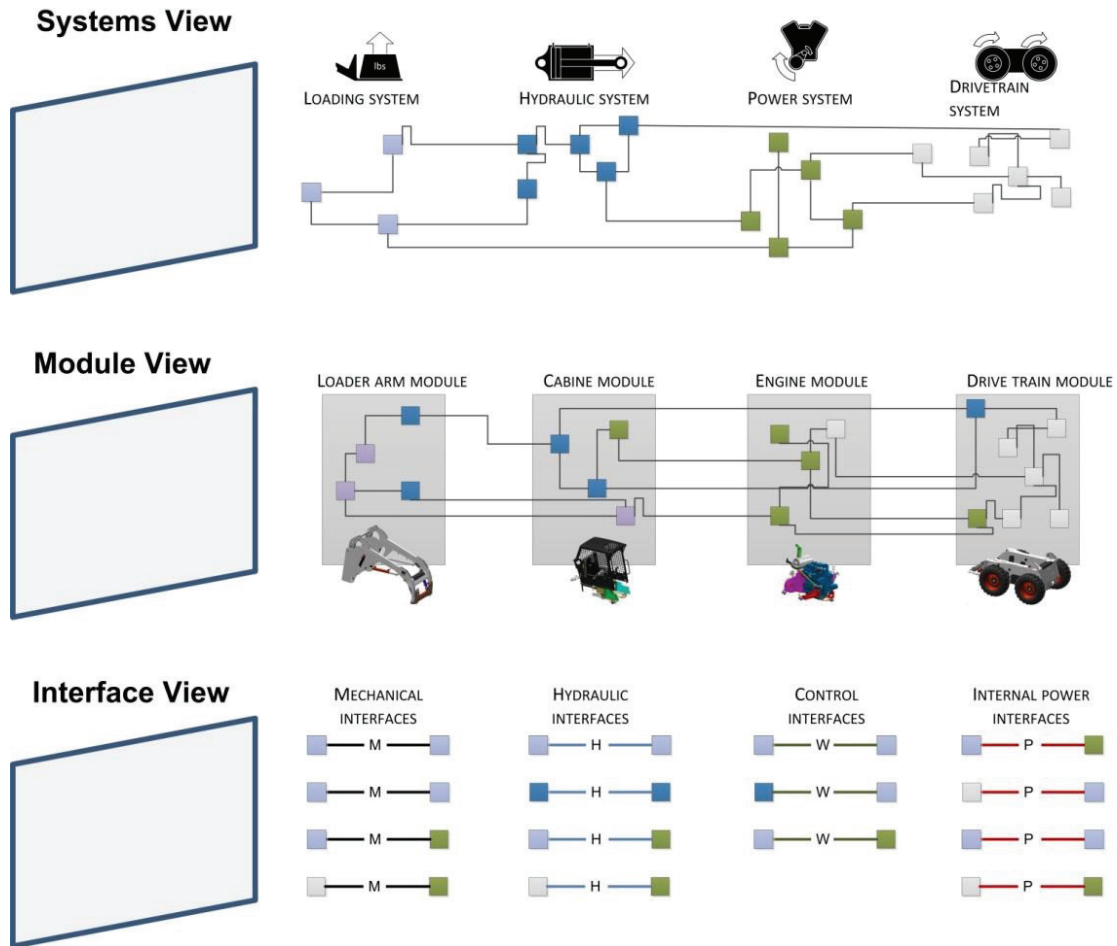 Systems View
lbs
LOADING SYSTEM
HYDRAULIC SYSTEM
POWER SYSTEM
DRIVETRAIN
SYSTEM
Module View
LOADER ARM MODULE
CABINE MODULE
ENGINE MODULE
DRIVE TRAIN MODULE
Interface View
MECHANICAL
INTERFACES
HYDRAULIC
INTERFACES
CONTROL
INTERFACES
INTERNAL POWER
INTERFACES
M
H
W
P
M
H
W
P
M
H
W
P
M
H
P